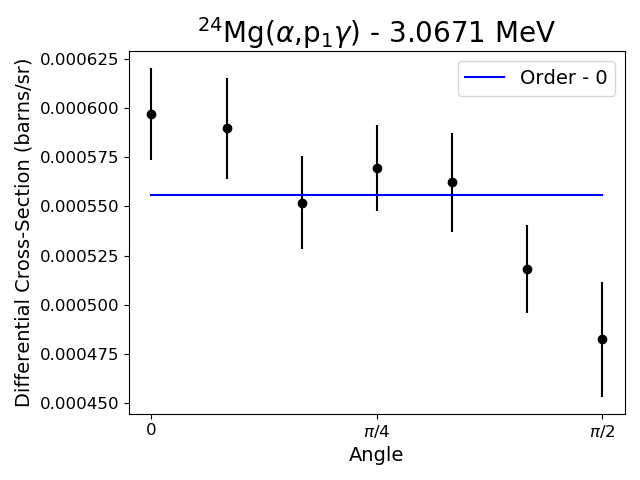 ²⁴Mg(α,p₁γ) - 3.0671 MeV
Order - 0
Differential Cross-Section (barns/sr)
0.000625
0.000600
0.000575
0.000550
0.000525
0.000500
0.000475
0.000450
0
π/4
π/2
Angle